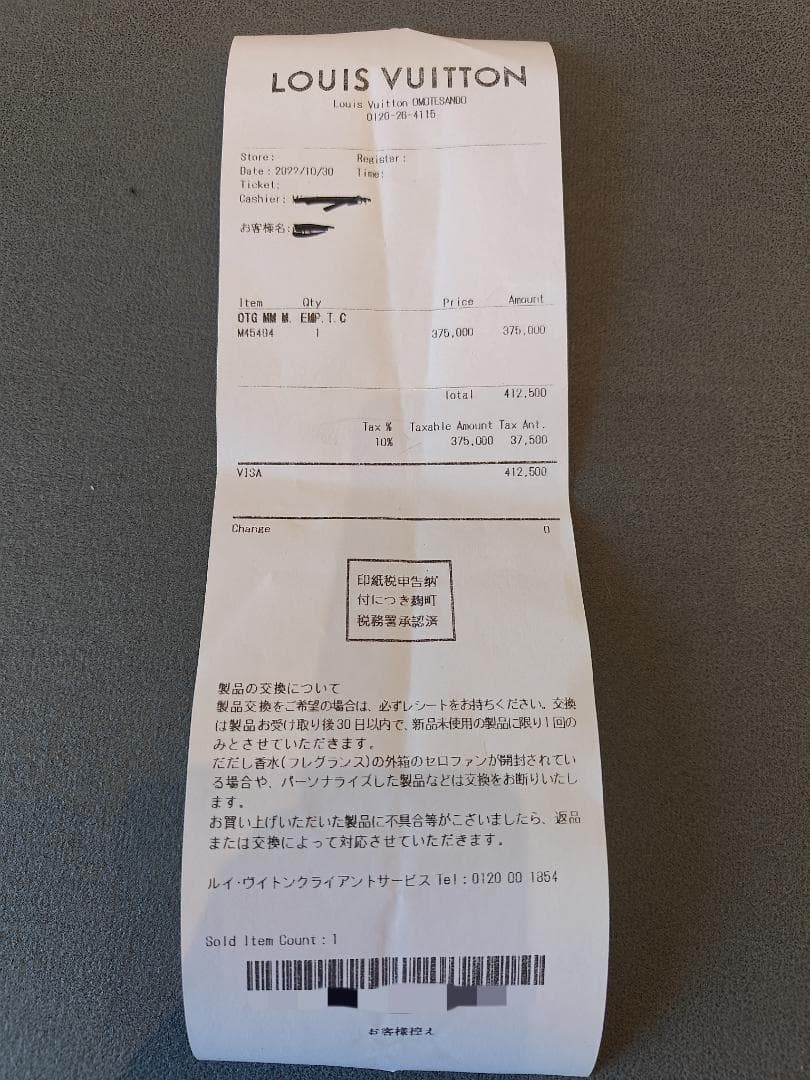 LOUIS VUITTON
Louis Vuitton OMOTESANDO
0120-26-4115
Store: Register:
Date: 2022/10/30 Time:
Ticket:
Cashier:
お客様名:
Item Qty Price Amount
OTG MM M. EMP.T.C
M45494 1 375,000 375,000
Total 412,500
Tax % Taxable Amount Tax Ant.
10% 375,000 37,500
VISA 412,500
Change 0
印紙税申告納
付につき麹町
税務署承認済
製品の交換について
製品交換をご希望の場合は、必ずレシートをお持ちください。交換
は製品お受け取り後30日以内で、新品未使用の製品に限り1回の
みとさせていただきます。
だだし香水(フレグランス)の外箱のセロファンが開封されてい
る場合や、パーソナライズした製品などは交換をお断りいたし
ます。
お買い上げいただいた製品に不具合等がこさいましたら、返品
または交換によって対応させていただきます。
ルイ・ヴィトンクライアントサービス Tel:0120 00 1854
Sold Item Count : 1
お客様控え